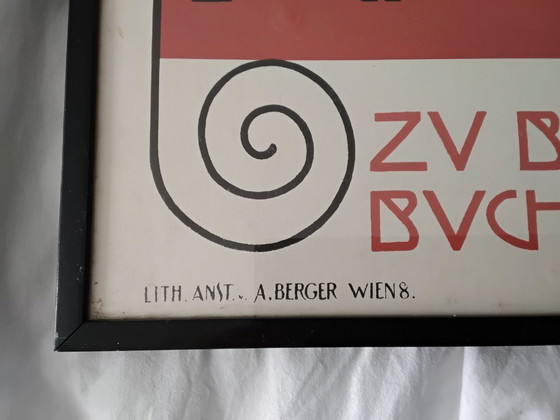 ZV B
BVCH
LITH. ANST. v. A. BERGER WIEN 8.